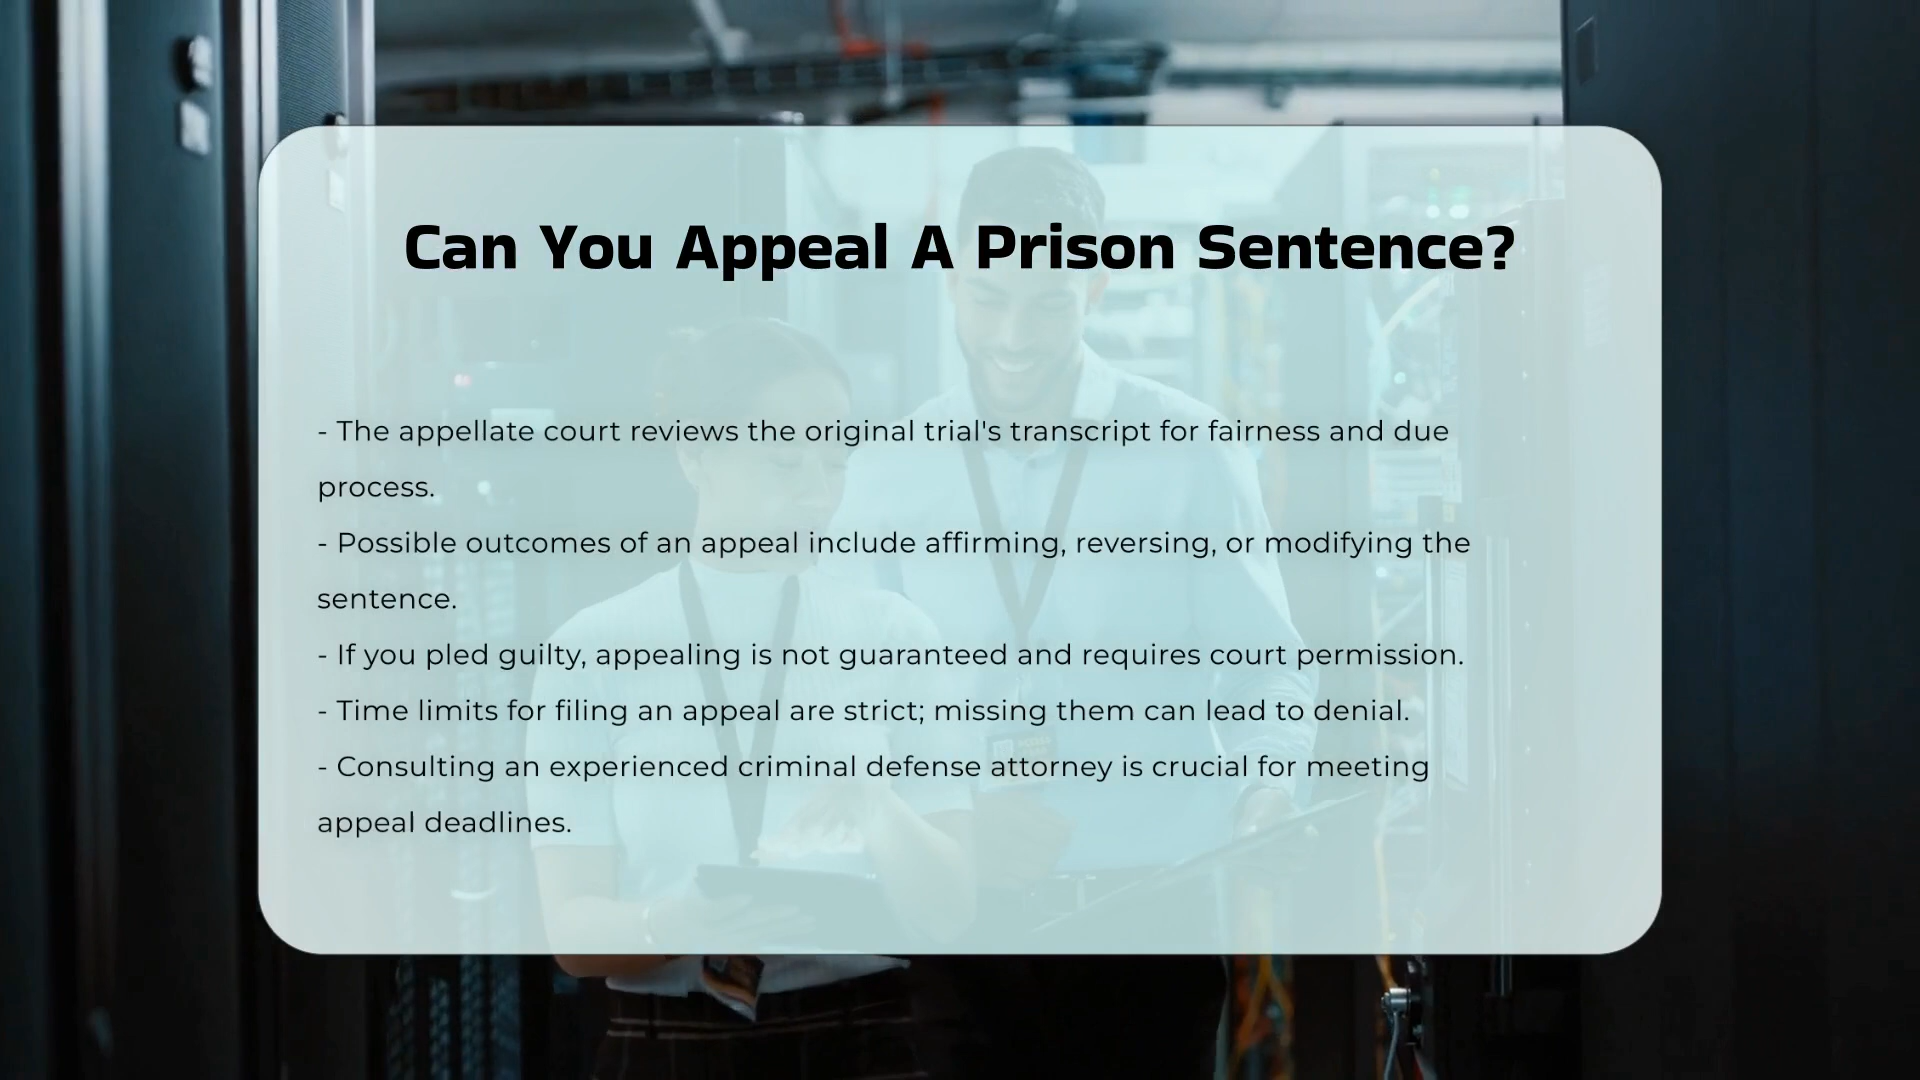 Can You Appeal A Prison Sentence?
- The appellate court reviews the original trial's transcript for fairness and due
process.
- Possible outcomes of an appeal include affirming, reversing, or modifying the
sentence.
- If you pled guilty, appealing is not guaranteed and requires court permission.
- Time limits for filing an appeal are strict; missing them can lead to denial.
- Consulting an experienced criminal defense attorney is crucial for meeting
appeal deadlines.